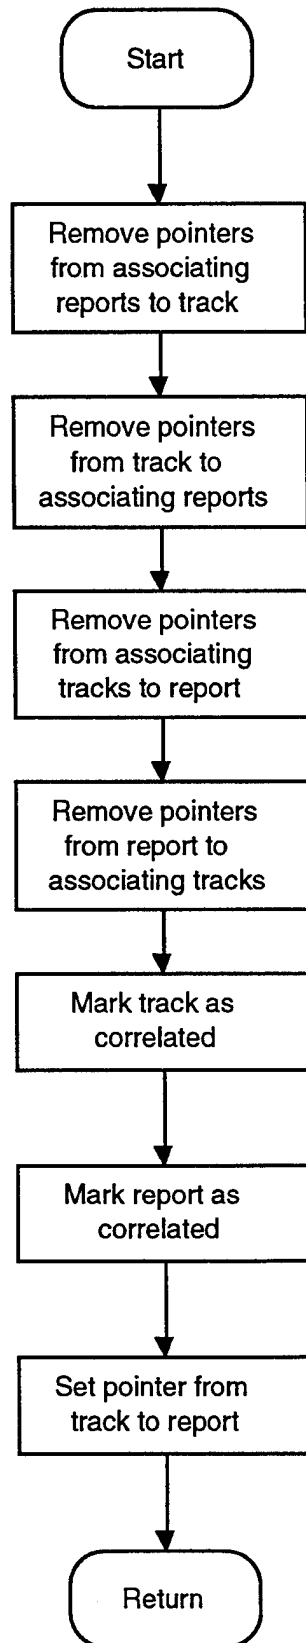 Start
Remove pointers
from associating
reports to track
Remove pointers
from track to
associating reports
Remove pointers
from associating
tracks to report
Remove pointers
from report to
associating tracks
Mark track as
correlated
Mark report as
correlated
Set pointer from
track to report
Return